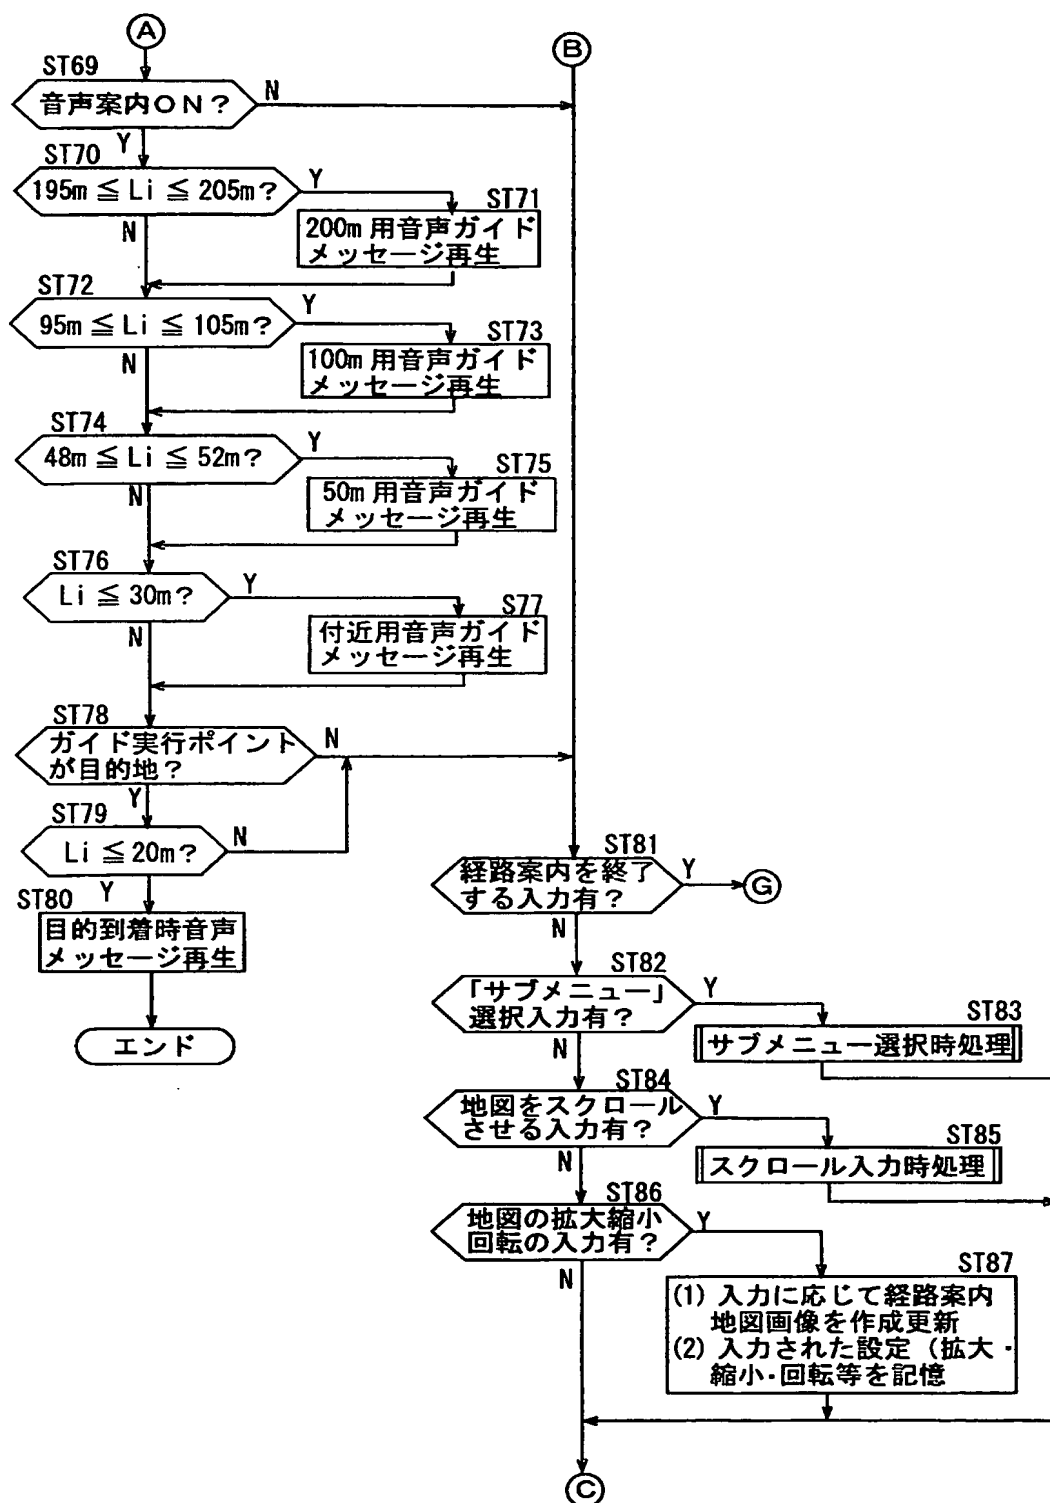 A
ST69
音声案内ON?
N
Y
ST70
195m ≦ Li ≦ 205m?
Y
N
ST71
200m 用音声ガイド
メッセージ再生
ST72
95m ≦ Li ≦ 105m?
Y
N
ST73
100m 用音声ガイド
メッセージ再生
ST74
48m ≦ Li ≦ 52m?
Y
N
ST75
50m 用音声ガイド
メッセージ再生
ST76
Li ≦ 30m?
Y
N
S77
付近用音声ガイド
メッセージ再生
ST78
ガイド実行ポイント
が目的地?
N
Y
ST79
Li ≦ 20m?
N
Y
ST80
目的到着時音声
メッセージ再生
エンド
B
ST81
経路案内を終了
する入力有?
Y
G
N
ST82
「サブメニュー」
選択入力有?
Y
N
ST83
サブメニュー選択時処理
ST84
地図をスクロール
させる入力有?
Y
N
ST85
スクロール入力時処理
ST86
地図の拡大縮小
回転の入力有?
Y
N
ST87
(1) 入力に応じて経路案内
地図画像を作成更新
(2) 入力された設定(拡大・
縮小・回転等を記憶
C